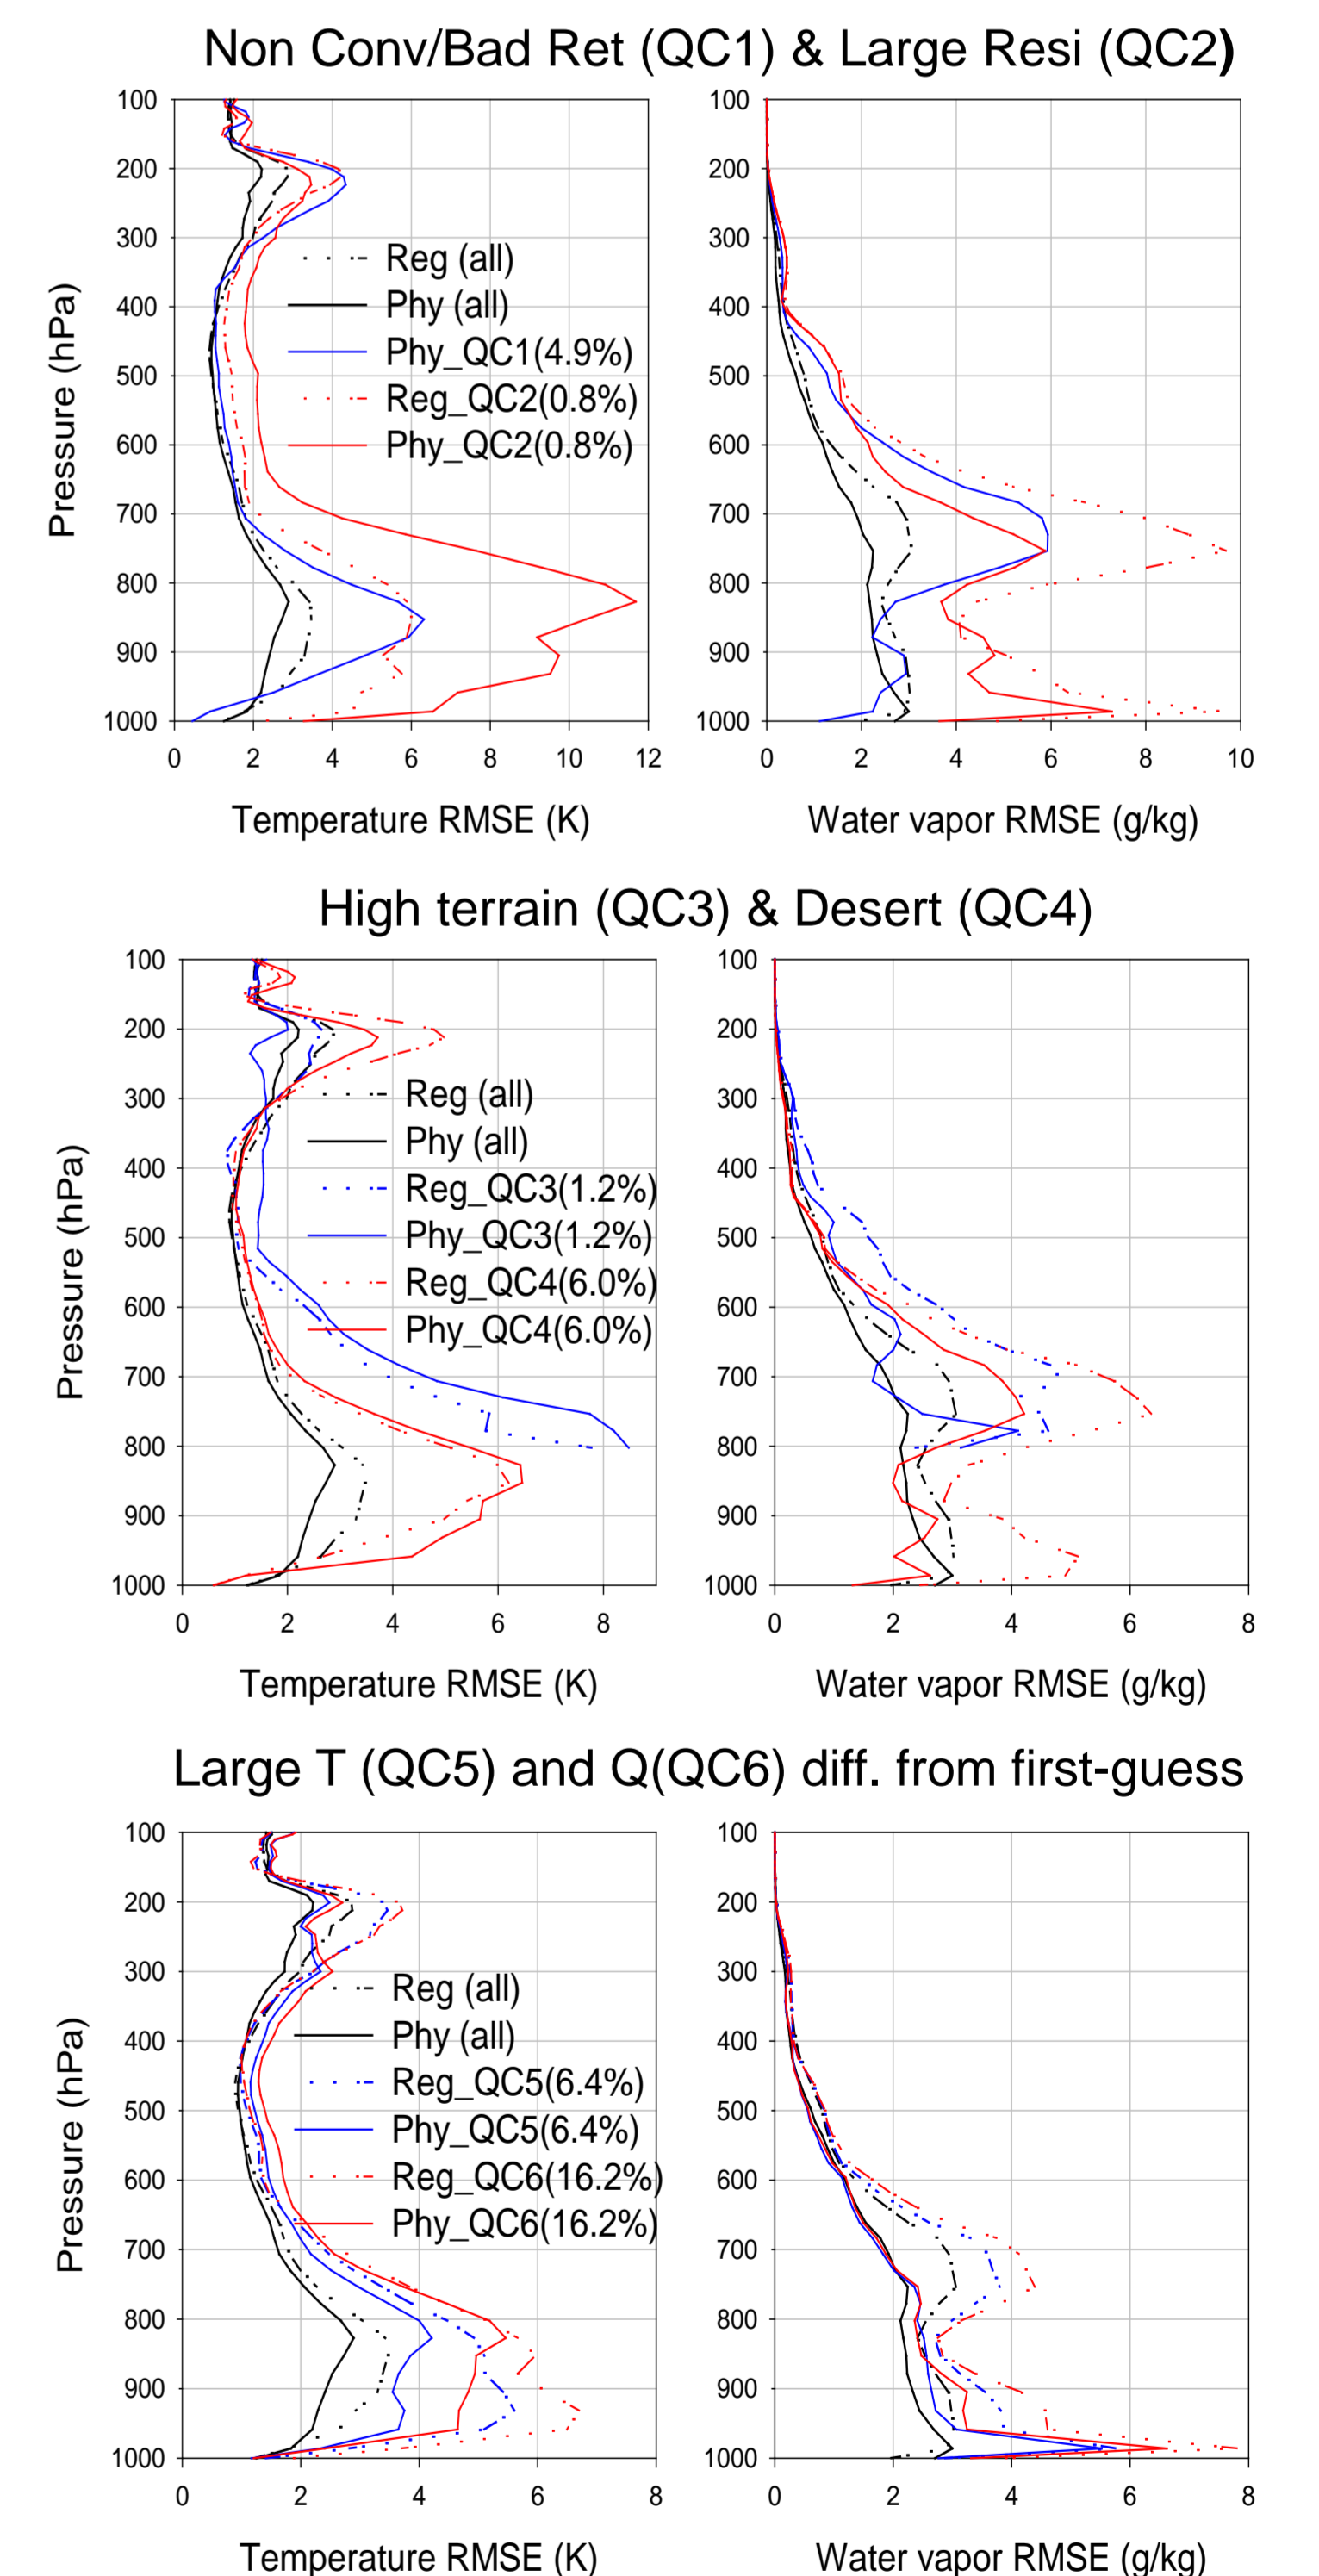 Non Conv/Bad Ret (QC1) & Large Resi (QC2)
100
200
300
400
500
600
700
800
900
1000
Pressure (hPa)
Reg (all)
Phy (all)
Phy_QC1(4.9%)
Reg_QC2(0.8%)
Phy_QC2(0.8%)
0 2 4 6 8 10 12
Temperature RMSE (K)
100
200
300
400
500
600
700
800
900
1000
0 2 4 6 8 10
Water vapor RMSE (g/kg)
High terrain (QC3) & Desert (QC4)
100
200
300
400
500
600
700
800
900
1000
Pressure (hPa)
Reg (all)
Phy (all)
Reg_QC3(1.2%)
Phy_QC3(1.2%)
Reg_QC4(6.0%)
Phy_QC4(6.0%)
0 2 4 6 8
Temperature RMSE (K)
100
200
300
400
500
600
700
800
900
1000
0 2 4 6 8
Water vapor RMSE (g/kg)
Large T (QC5) and Q(QC6) diff. from first-guess
100
200
300
400
500
600
700
800
900
1000
Pressure (hPa)
Reg (all)
Phy (all)
Reg_QC5(6.4%)
Phy_QC5(6.4%)
Reg_QC6(16.2%)
Phy_QC6(16.2%)
0 2 4 6 8
Temperature RMSE (K)
100
200
300
400
500
600
700
800
900
1000
0 2 4 6 8
Water vapor RMSE (g/kg)